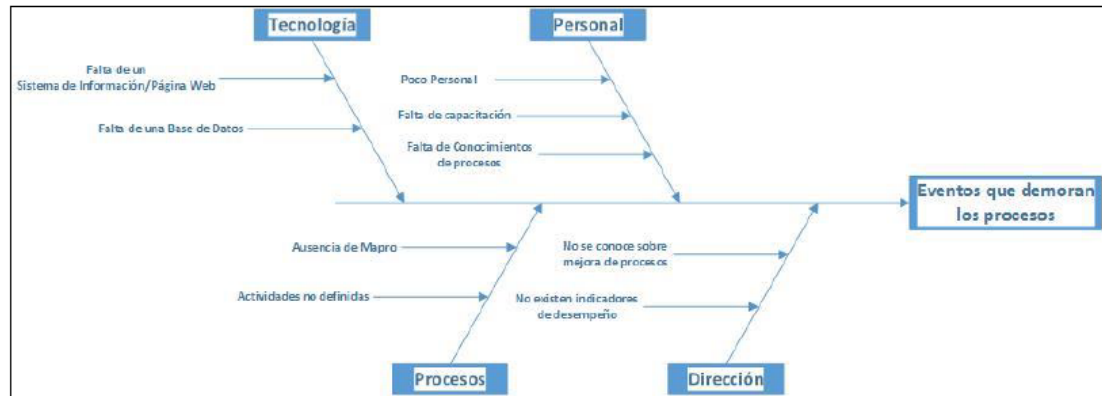 Tecnología
Personal
Falta de un
Sistema de Información/Página Web
Falta de una Base de Datos
Poco Personal
Falta de capacitación
Falta de Conocimientos
de procesos
Eventos que demoran
los procesos
Ausencia de Mapro
Actividades no definidas
No se conoce sobre
mejora de procesos
No existen indicadores
de desempeño
Procesos
Dirección